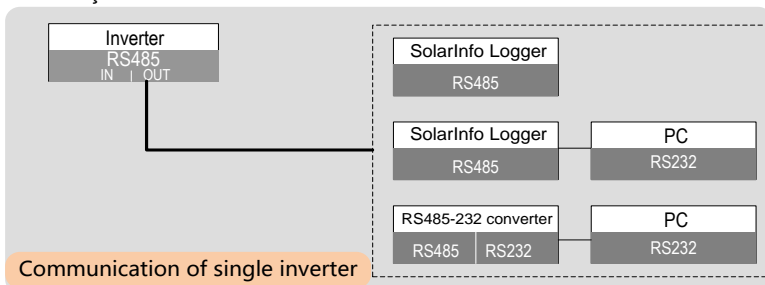 Inverter
RS485
IN | OUT
SolarInfo Logger
RS485
SolarInfo Logger
RS485
PC
RS232
RS485-232 converter
RS485 | RS232
PC
RS232
Communication of single inverter